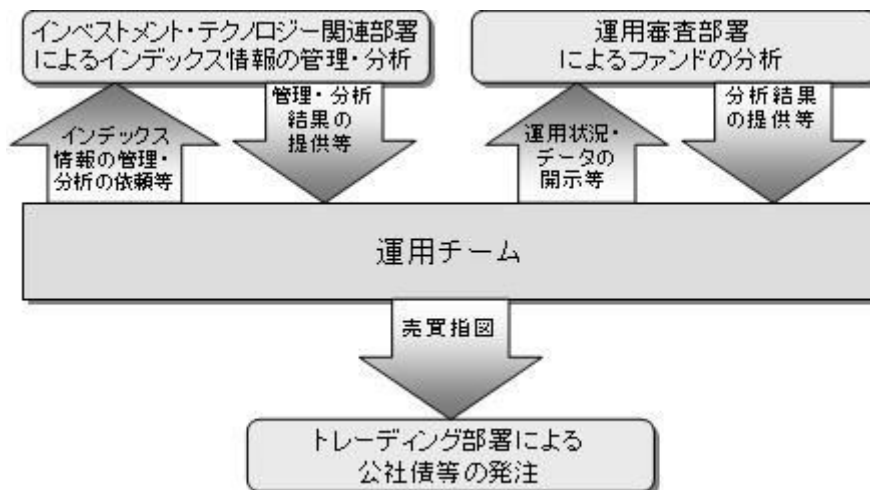 インベストメント・テクノロジー関連部署
によるインデックス情報の管理・分析
運用審査部署
によるファンドの分析
インデックス
情報の管理・
分析の依頼等
管理・分析
結果の
提供等
運用状況・
データの
開示等
分析結果
の提供等
運用チーム
売買指図
トレーディング部署による
公社債等の発注